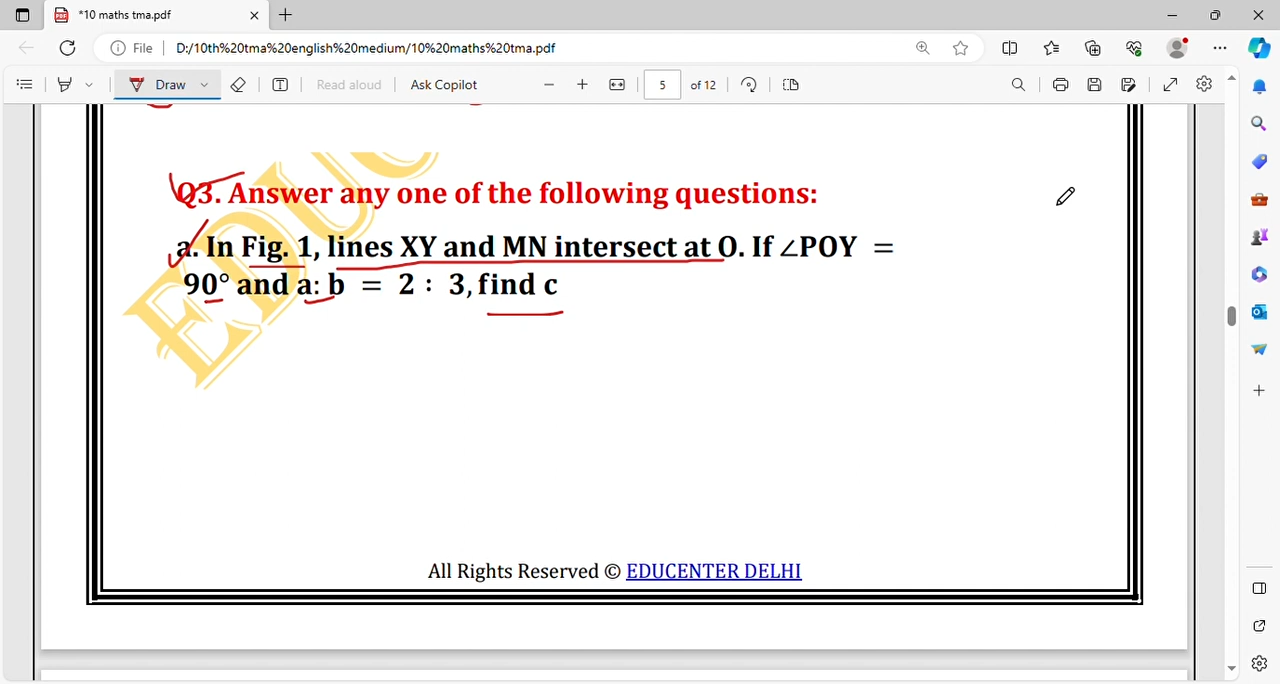 *10 maths tma.pdf
File D:/10th%20tma%20english%20medium/10%20maths%20tma.pdf
Draw Read aloud Ask Copilot 5 of 12
Q3. Answer any one of the following questions:
a. In Fig. 1, lines XY and MN intersect at O. If ∠POY =
90° and a: b = 2 : 3, find c
EDUC
All Rights Reserved © EDUCENTER DELHI